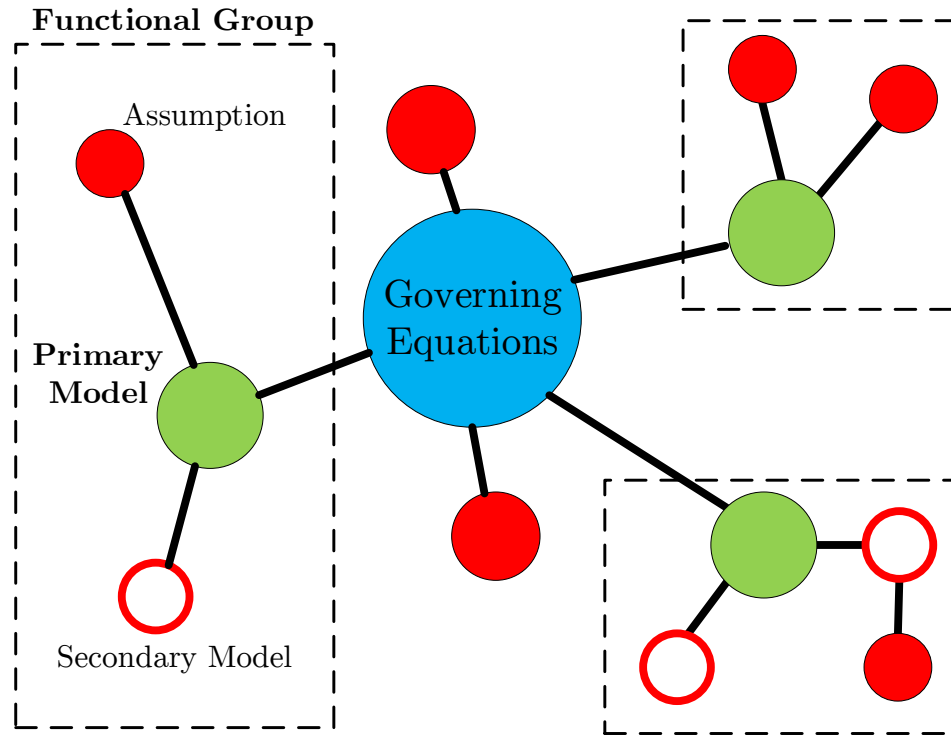 Functional Group
Assumption
Governing
Equations
Primary
Model
Secondary Model